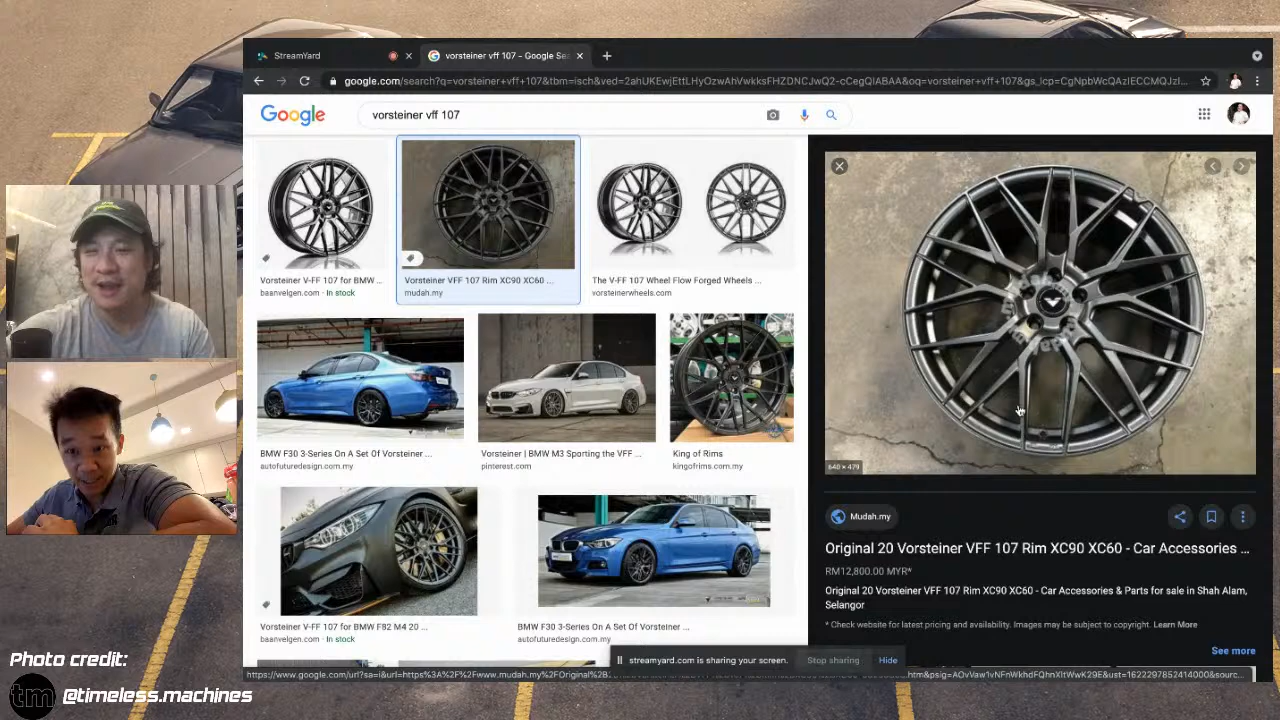 StreamYard
vorsteiner vff 107 - Google Sea
google.com/search?q=vorsteiner+vff+107&tbm=isch&ved=2ahUKEwjEttLHyOzwAhVwkksFHZDNCJwQ2-cCegQIABAA&oq=vorsteiner+vff+107&gs_lcp=CgNpbWcQAzIECCMQJzI...
Google
vorsteiner vff 107
Vorsteiner V-FF 107 for BMW ...
baanvelgen.com · In stock
Vorsteiner VFF 107 Rim XC90 XC60 ...
mudah.my
The V-FF 107 Wheel Flow Forged Wheels ...
vorsteinerwheels.com
BMW F30 3-Series On A Set Of Vorsteiner ...
autofuturedesign.com.my
Vorsteiner | BMW M3 Sporting the VFF ...
pinterest.com
King of Rims
kingofrims.com.my
Vorsteiner V-FF 107 for BMW F82 M4 20 ...
baanvelgen.com · In stock
BMW F30 3-Series On A Set Of Vorsteiner ...
autofuturedesign.com.my
640 × 479
Mudah.my
Original 20 Vorsteiner VFF 107 Rim XC90 XC60 - Car Accessories ...
RM12,800.00 MYR*
Original 20 Vorsteiner VFF 107 Rim XC90 XC60 - Car Accessories & Parts for sale in Shah Alam,
Selangor
* Check website for latest pricing and availability. Images may be subject to copyright. Learn More
See more
streamyard.com is sharing your screen.
Stop sharing
Hide
Photo credit:
tm
@timeless.machines